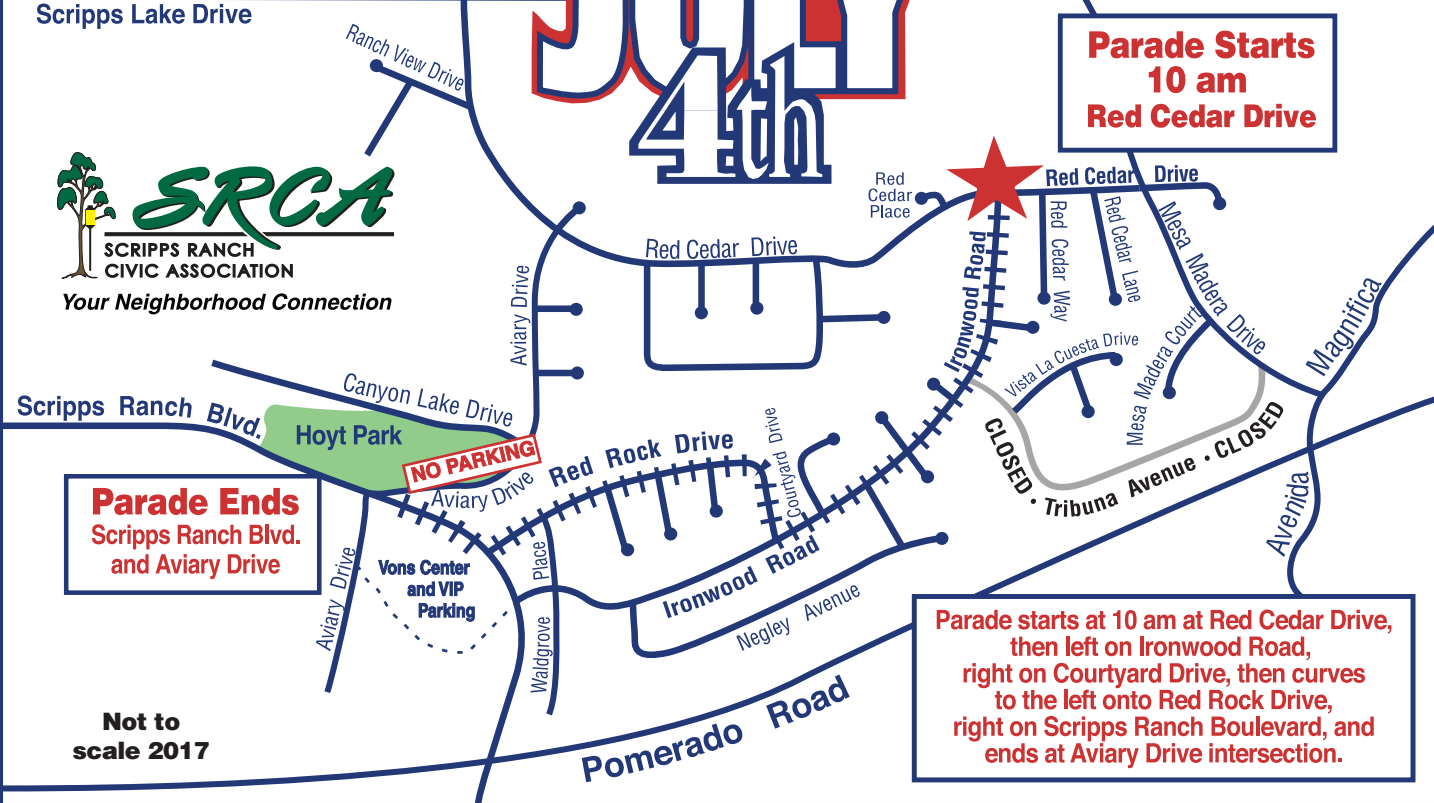 Scripps Lake Drive
JULY
4th
Ranch View Drive
Parade Starts
10 am
Red Cedar Drive
SRCA
SCRIPPS RANCH
CIVIC ASSOCIATION
Your Neighborhood Connection
Red
Cedar
Place
Red Cedar Drive
Red Cedar Drive
Ironwood Road
Red Cedar Way
Red Cedar Lane
Mesa Madera Drive
Mesa Madera Court
Vista La Cuesta Drive
Magnifica
Avenida
Aviary Drive
Canyon Lake Drive
Scripps Ranch Blvd.
Hoyt Park
NO PARKING
Aviary Drive
Red Rock Drive
Courtyard Drive
Ironwood Road
CLOSED • Tribuna Avenue • CLOSED
Parade Ends
Scripps Ranch Blvd.
and Aviary Drive
Aviary Drive
Vons Center
and VIP
Parking
Waldgrove Place
Ironwood Road
Negley Avenue
Pomerado Road
Not to
scale 2017
Parade starts at 10 am at Red Cedar Drive,
then left on Ironwood Road,
right on Courtyard Drive, then curves
to the left onto Red Rock Drive,
right on Scripps Ranch Boulevard, and
ends at Aviary Drive intersection.